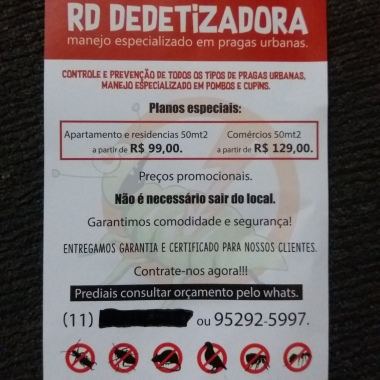 RD DEDETiZADORA
manejo especializado em pragas urbanas.
CONTROLE E PREVENÇÃO DE TODOS OS TIPOS DE PRAGAS URBANAS,
MANEJO ESPECIALIZADO EM POMBOS E CUPINS.
Planos especiais:
Apartamento e residencias 50mt2 Comércios 50mt2
a partir de R$ 99,00. a partir de R$ 129,00.
Preços promocionais.
Não é necessário sair do local.
Garantimos comodidade e segurança!
ENTREGAMOS GARANTIA E CERTIFICADO PARA NOSSOS CLIENTES.
Contrate-nos agora!!!
Prediais consultar orçamento pelo whats.
(11) ou 95292-5997.